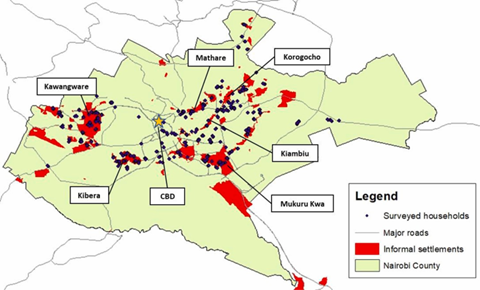 Mathare
Korogocho
Kawangware
Kiambiu
Kibera
CBD
Mukuru Kwa
Legend
Surveyed households
Major roads
Informal settlements
Nairobi County